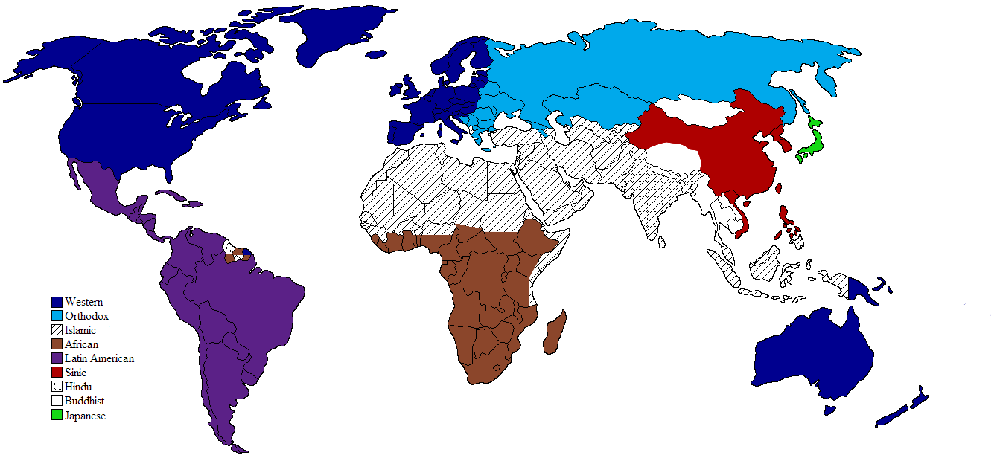 Western
Orthodox
Islamic
African
Latin American
Sinic
Hindu
Buddhist
Japanese